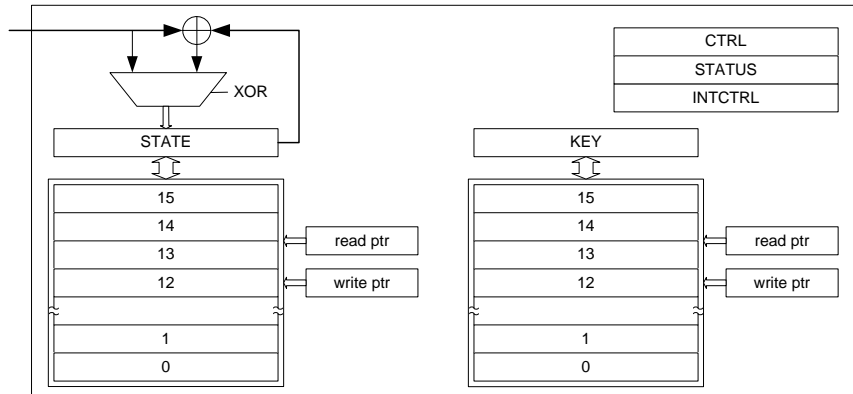 CTRL
STATUS
INTCTRL
XOR
STATE
15
14
13
12
1
0
read ptr
write ptr
KEY
15
14
13
12
1
0
read ptr
write ptr